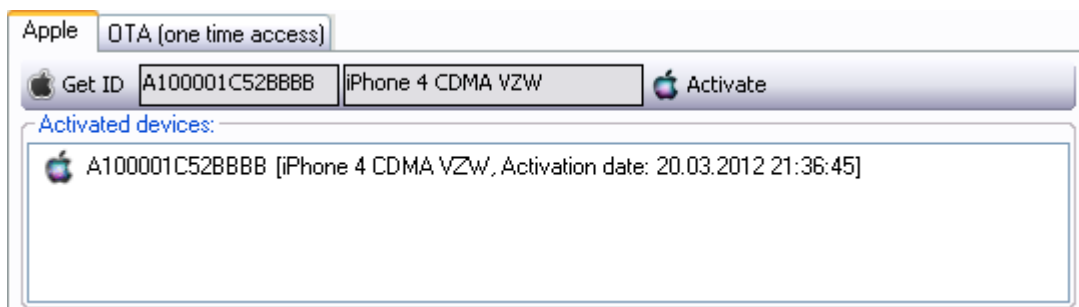 Apple OTA (one time access)
Get ID A100001C52BBBB iPhone 4 CDMA VZW Activate
Activated devices:
A100001C52BBBB [iPhone 4 CDMA VZW, Activation date: 20.03.2012 21:36:45]